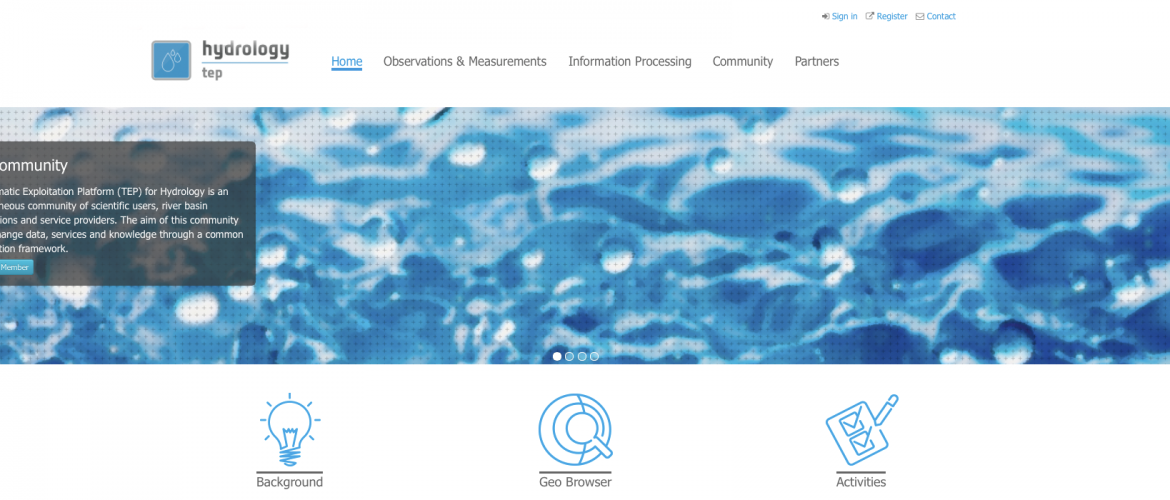 Sign in Register Contact
hydrology
tep
Home Observations & Measurements Information Processing Community Partners
ommunity
matic Exploitation Platform (TEP) for Hydrology is an
neous community of scientific users, river basin
ions and service providers. The aim of this community
hange data, services and knowledge through a common
tion framework.
Member
Background Geo Browser Activities